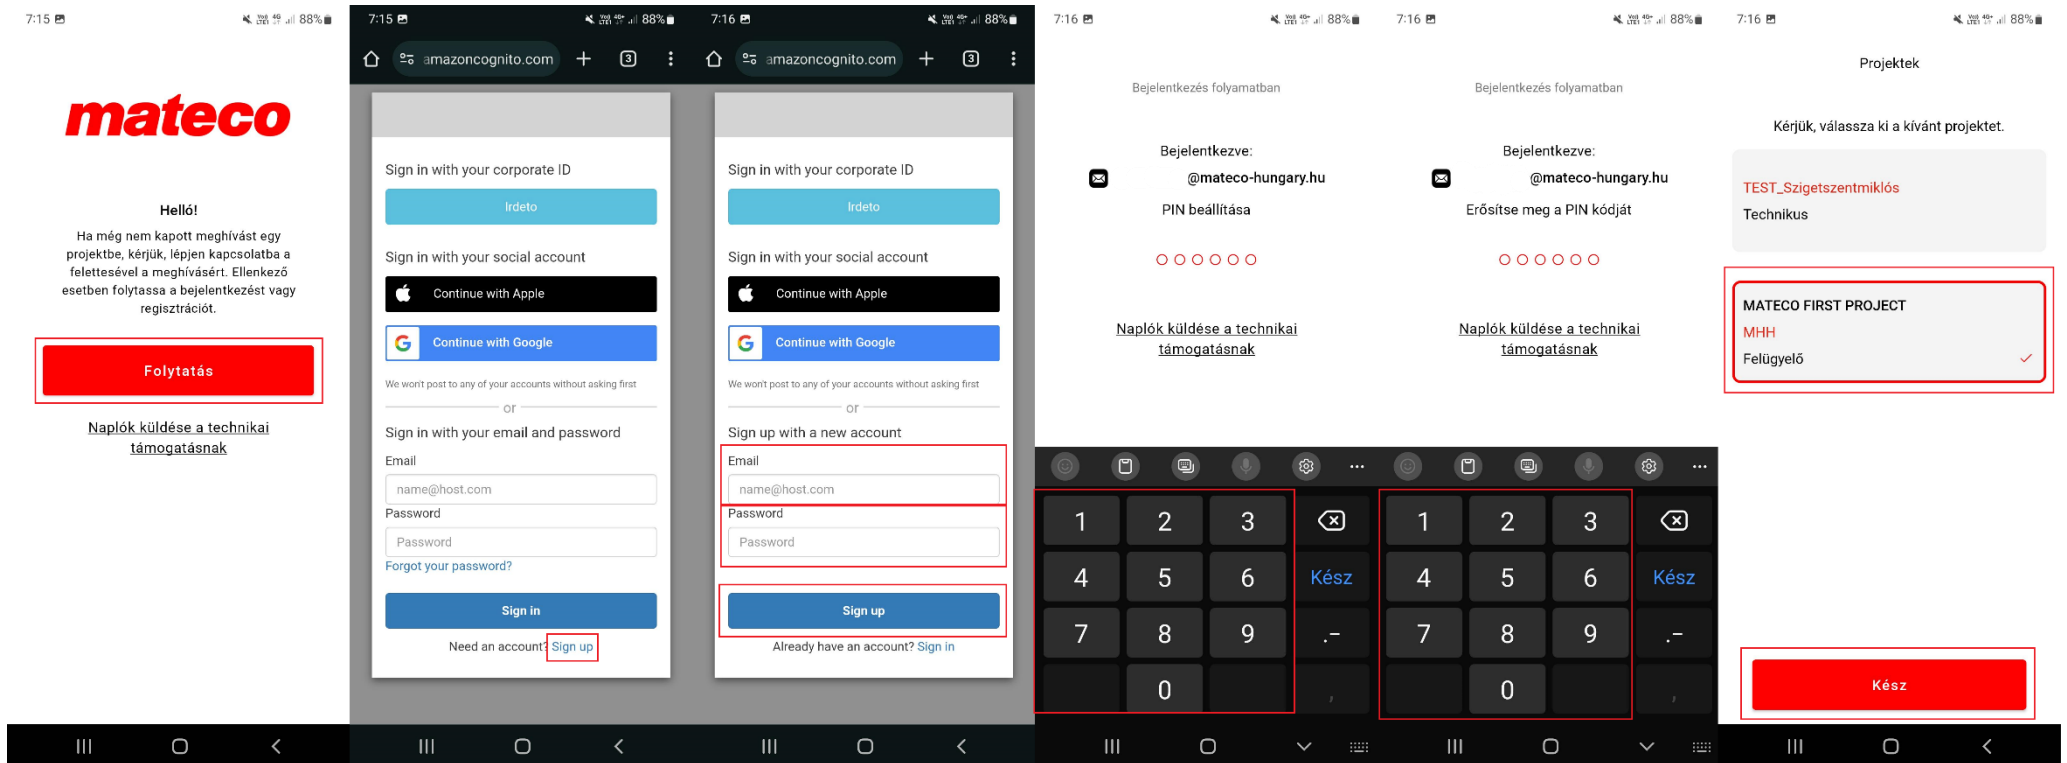 7:15
88%
mateco
Helló!
Ha még nem kapott meghívást egy
projektbe, kérjük, lépjen kapcsolatba a
felettesével a meghívásért. Ellenkező
esetben folytassa a bejelentkezést vagy
regisztrációt.
Folytatás
Naplók küldése a technikai
támogatásnak
7:15
88%
amazoncognito.com
3
Sign in with your corporate ID
Irdeto
Sign in with your social account
Continue with Apple
Continue with Google
We won't post to any of your accounts without asking first
or
Sign in with your email and password
Email
name@host.com
Password
Password
Forgot your password?
Sign in
Need an account? Sign up
7:16
88%
amazoncognito.com
3
Sign in with your corporate ID
Irdeto
Sign in with your social account
Continue with Apple
Continue with Google
We won't post to any of your accounts without asking first
or
Sign up with a new account
Email
name@host.com
Password
Password
Sign up
Already have an account? Sign in
7:16
88%
Bejelentkezés folyamatban
Bejelentkezve:
@mateco-hungary.hu
PIN beállítása
Naplók küldése a technikai
támogatásnak
1 2 3
4 5 6 Kész
7 8 9 .-
0 ,
7:16
88%
Bejelentkezés folyamatban
Bejelentkezve:
@mateco-hungary.hu
Erősítse meg a PIN kódját
Naplók küldése a technikai
támogatásnak
1 2 3
4 5 6 Kész
7 8 9 .-
0 ,
7:16
88%
Projektek
Kérjük, válassza ki a kívánt projektet.
TEST_Szigetszentmiklós
Technikus
MATECO FIRST PROJECT
MHH
Felügyelő
Kész